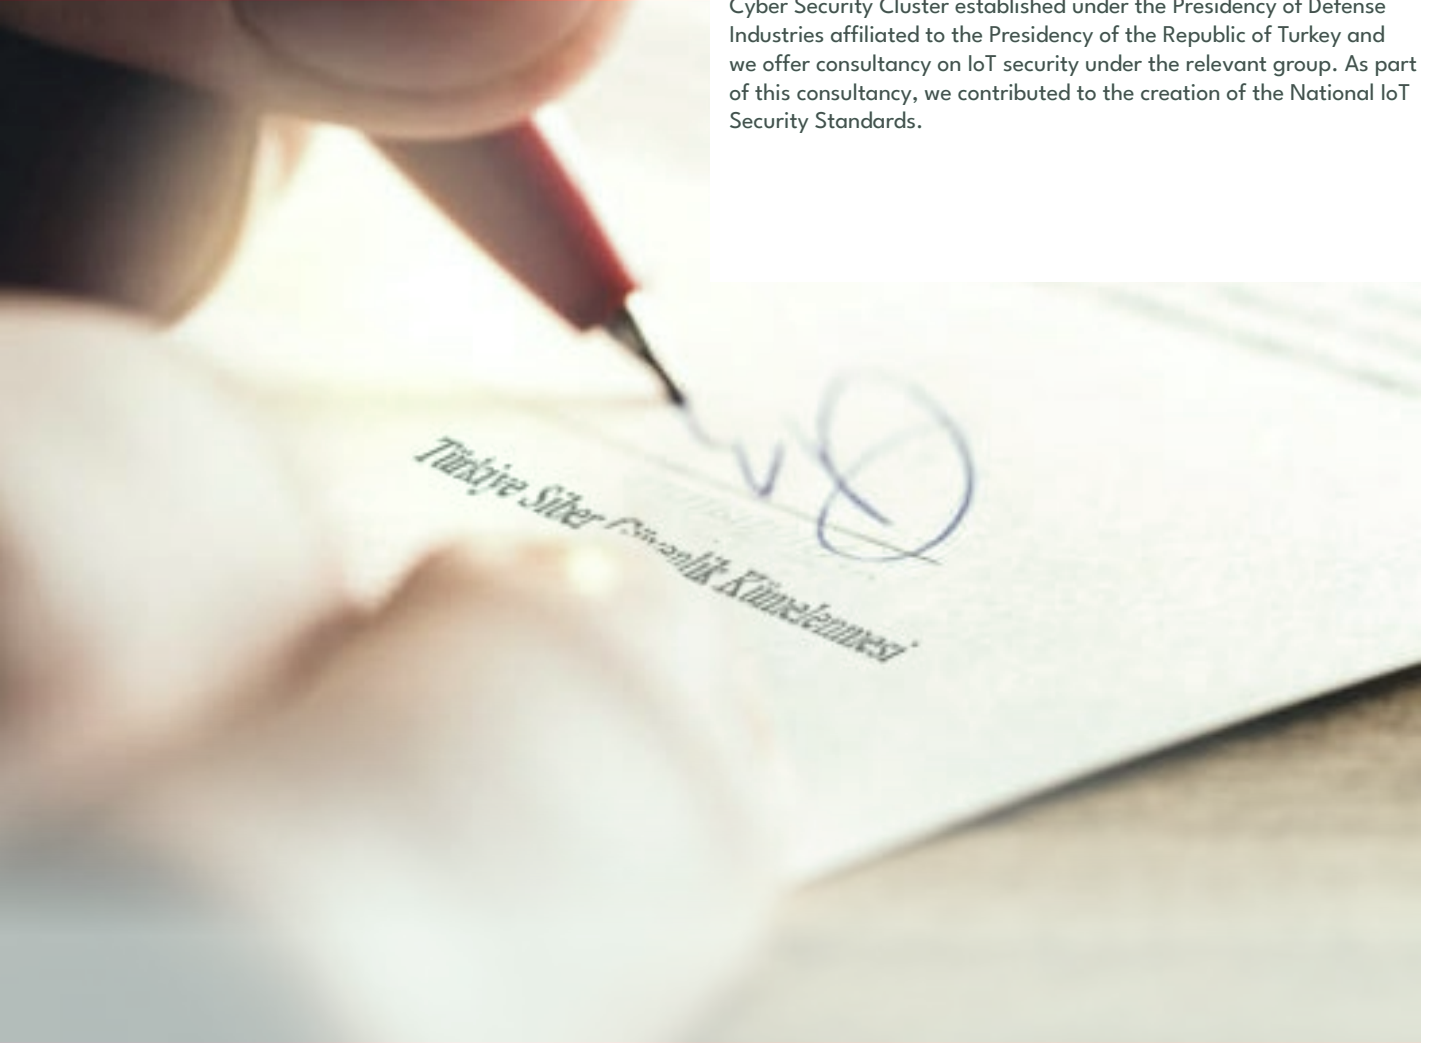 Cyber Security Cluster established under the Presidency of Defense
Industries affiliated to the Presidency of the Republic of Turkey and
we offer consultancy on IoT security under the relevant group. As part
of this consultancy, we contributed to the creation of the National IoT
Security Standards.
Türkiye Siber Güvenlik Kümelenmesi